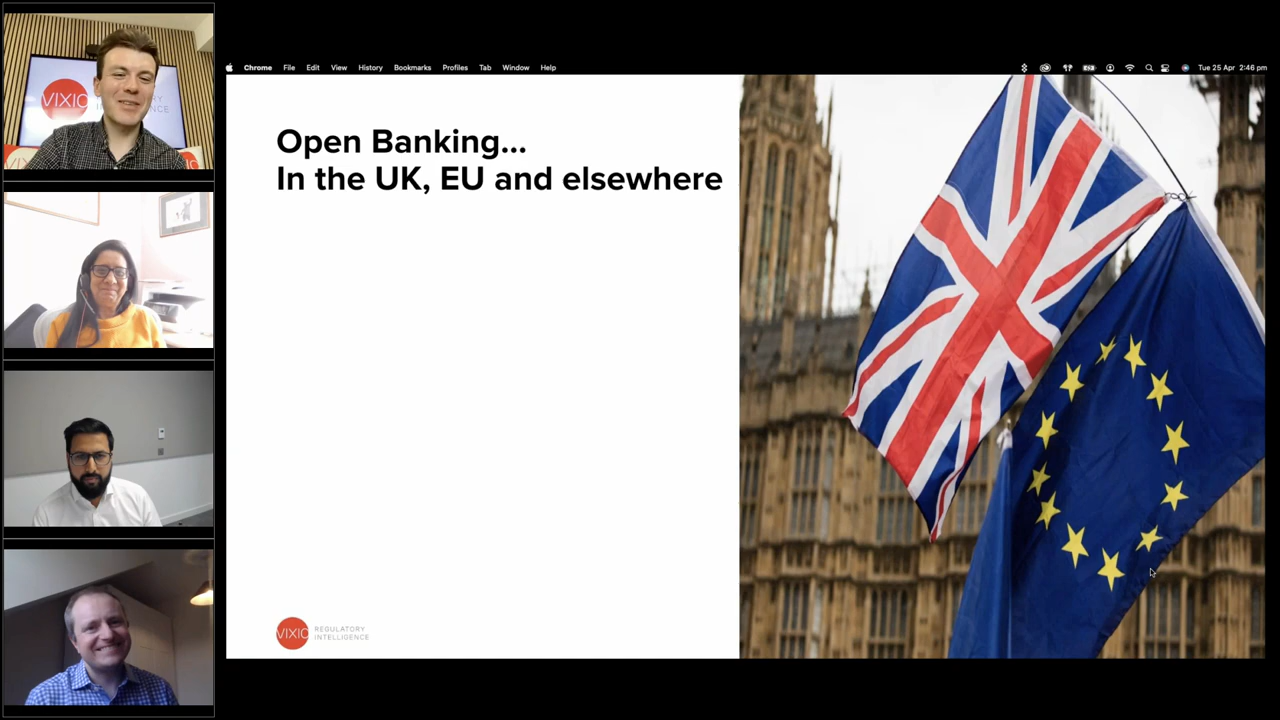 VIXIO
Chrome File Edit View History Bookmarks Profiles Tab Window Help
Tue 25 Apr 2:46 pm
Open Banking...
In the UK, EU and elsewhere
VIXIO REGULATORY
INTELLIGENCE